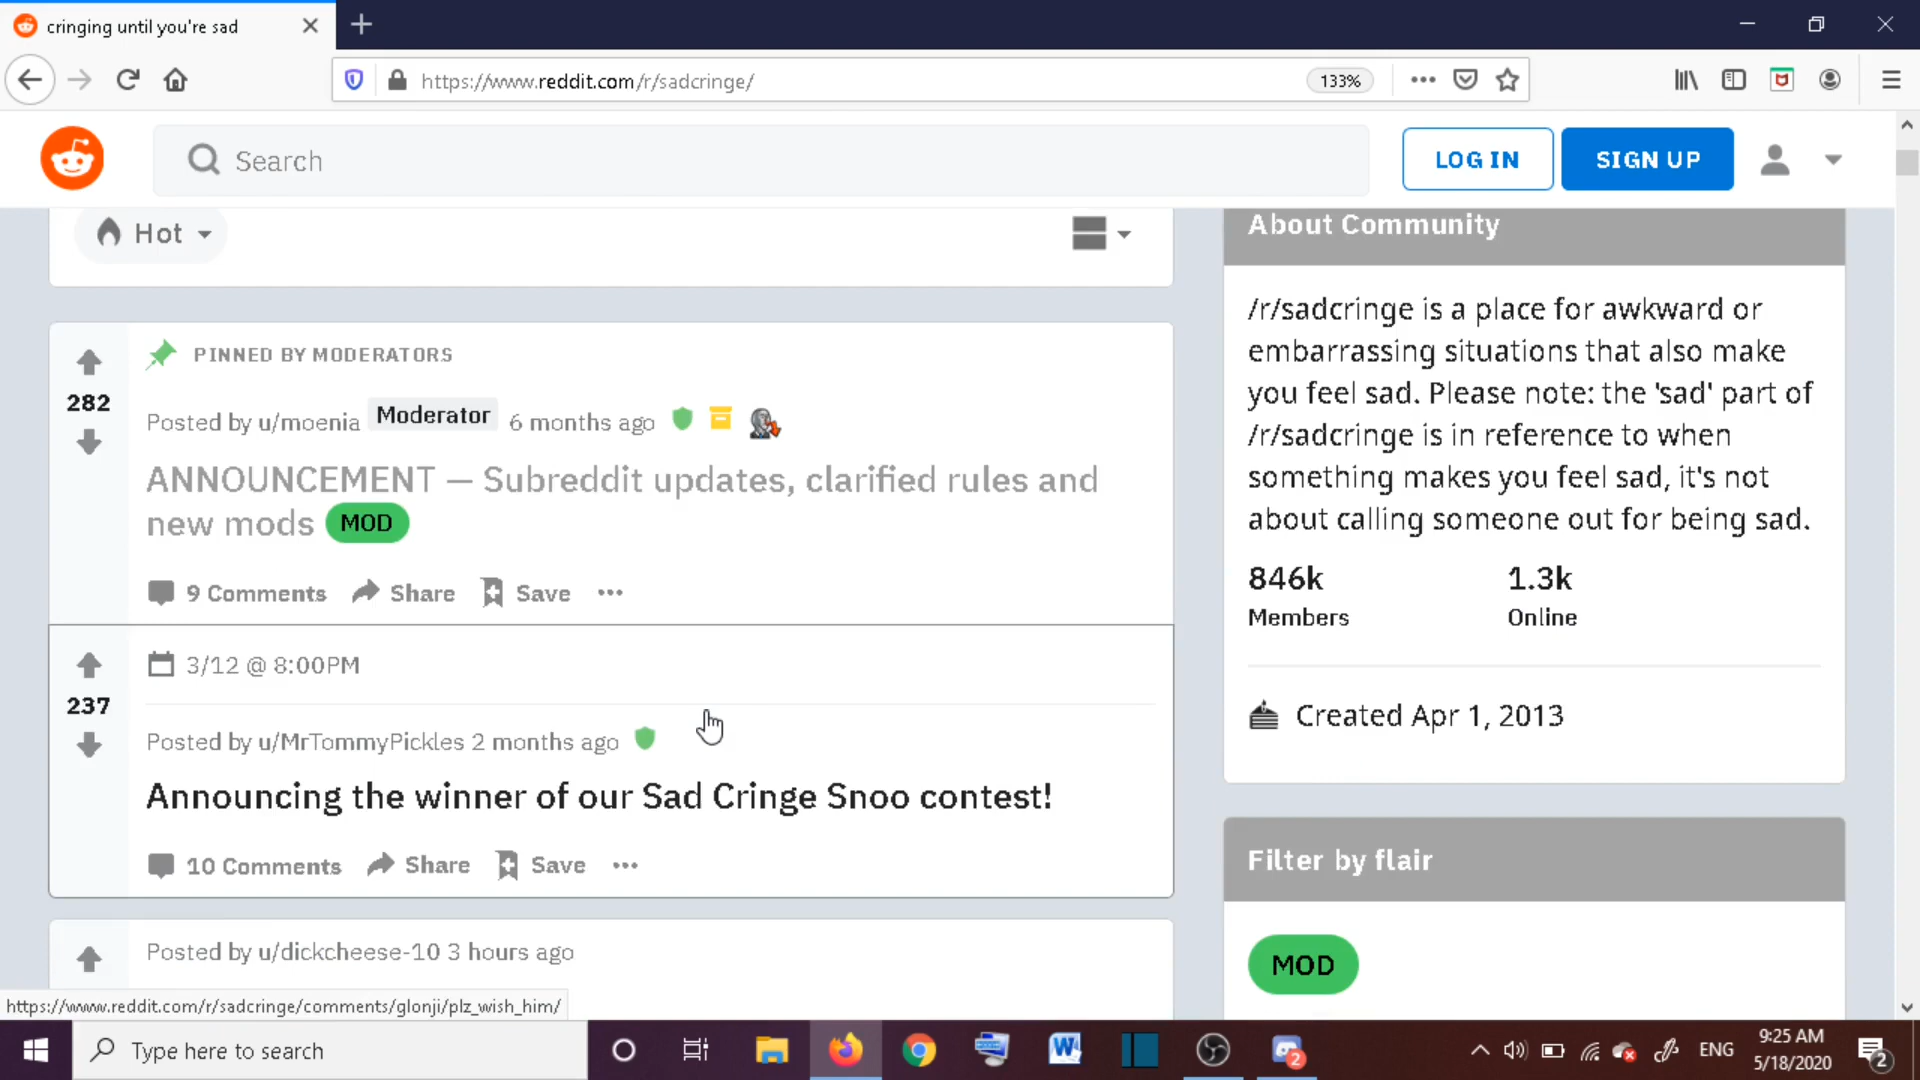 cringing until you're sad
https://www.reddit.com/r/sadcringe/
133%
Search
LOG IN
SIGN UP
Hot
PINNED BY MODERATORS
282
Posted by u/moenia Moderator 6 months ago
ANNOUNCEMENT — Subreddit updates, clarified rules and
new mods MOD
9 Comments Share Save
3/12 @ 8:00PM
237
Posted by u/MrTommyPickles 2 months ago
Announcing the winner of our Sad Cringe Snoo contest!
10 Comments Share Save
Posted by u/dickcheese-10 3 hours ago
About Community
/r/sadcringe is a place for awkward or
embarrassing situations that also make
you feel sad. Please note: the 'sad' part of
/r/sadcringe is in reference to when
something makes you feel sad, it's not
about calling someone out for being sad.
846k 1.3k
Members Online
Created Apr 1, 2013
Filter by flair
MOD
https://www.reddit.com/r/sadcringe/comments/glonji/plz_wish_him/
Type here to search
W
2
ENG
9:25 AM
5/18/2020
2